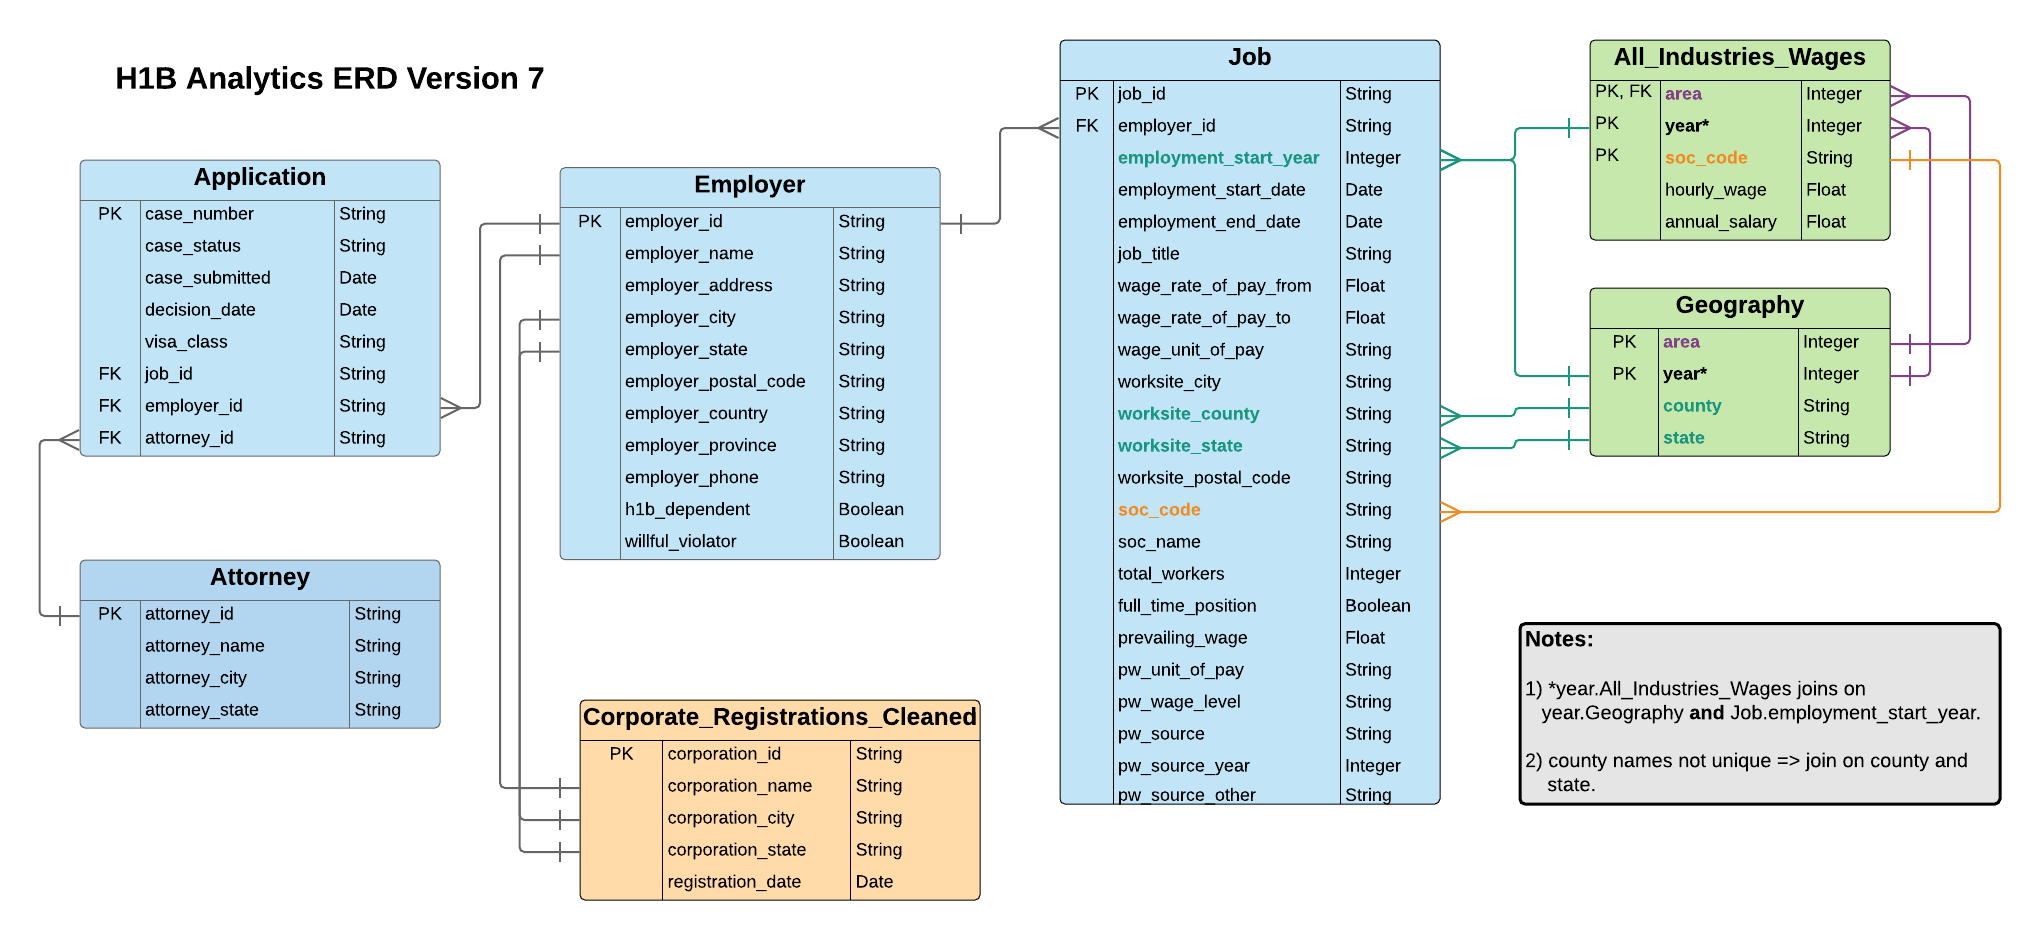 H1B Analytics ERD Version 7
Application
PK case_number String
case_status String
case_submitted Date
decision_date Date
visa_class String
FK job_id String
FK employer_id String
FK attorney_id String
Attorney
PK attorney_id String
attorney_name String
attorney_city String
attorney_state String
Employer
PK employer_id String
employer_name String
employer_address String
employer_city String
employer_state String
employer_postal_code String
employer_country String
employer_province String
employer_phone String
h1b_dependent Boolean
willful_violator Boolean
Corporate_Registrations_Cleaned
PK corporation_id String
corporation_name String
corporation_city String
corporation_state String
registration_date Date
Job
PK job_id String
FK employer_id String
employment_start_year Integer
employment_start_date Date
employment_end_date Date
job_title String
wage_rate_of_pay_from Float
wage_rate_of_pay_to Float
wage_unit_of_pay String
worksite_city String
worksite_county String
worksite_state String
worksite_postal_code String
soc_code String
soc_name String
total_workers Integer
full_time_position Boolean
prevailing_wage Float
pw_unit_of_pay String
pw_wage_level String
pw_source String
pw_source_year Integer
pw_source_other String
All_Industries_Wages
PK, FK area Integer
PK year* Integer
PK soc_code String
hourly_wage Float
annual_salary Float
Geography
PK area Integer
PK year* Integer
county String
state String
Notes:
1) *year.All_Industries_Wages joins on
year.Geography and Job.employment_start_year.
2) county names not unique => join on county and
state.